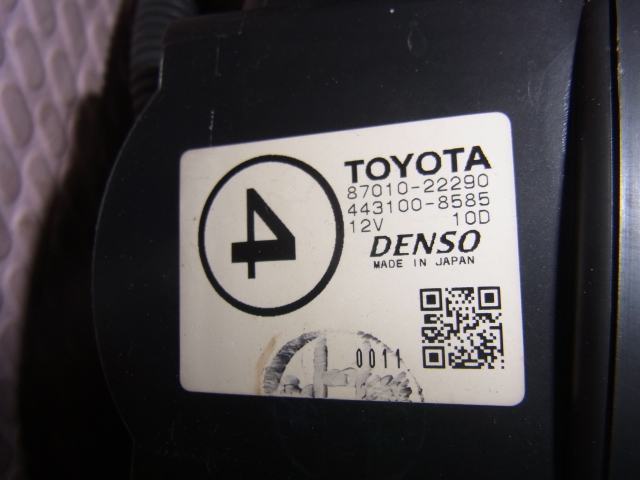 4
TOYOTA
87010-22290
443100-8585
12V 10D
DENSO
MADE IN JAPAN
0011